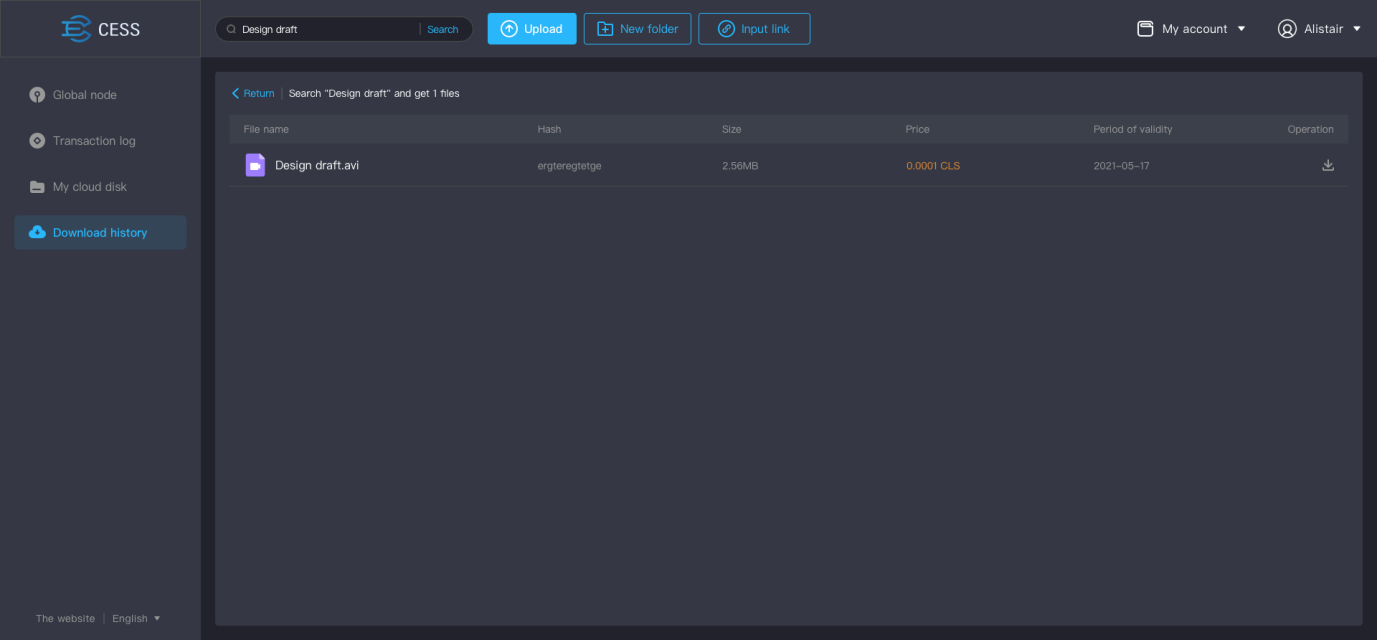 CESS
Design draft
Search
Upload
New folder
Input link
My account
Alistair
Global node
Transaction log
My cloud disk
Download history
Return
Search "Design draft" and get 1 files
File name Hash Size Price Period of validity Operation
Design draft.avi ergteregtetge 2.56MB 0.0001 CLS 2021-05-17
The website
English